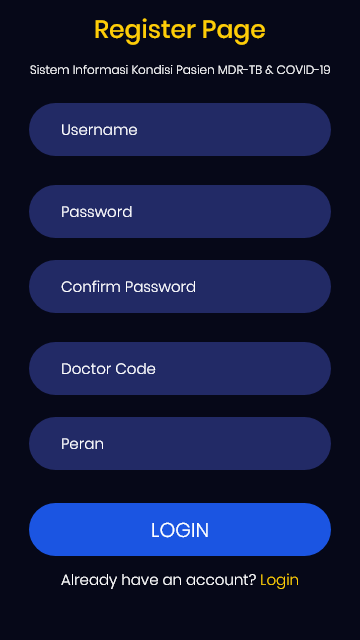 Register Page
Sistem Informasi Kondisi Pasien MDR-TB & COVID-19
Username
Password
Confirm Password
Doctor Code
Peran
LOGIN
Already have an account? Login